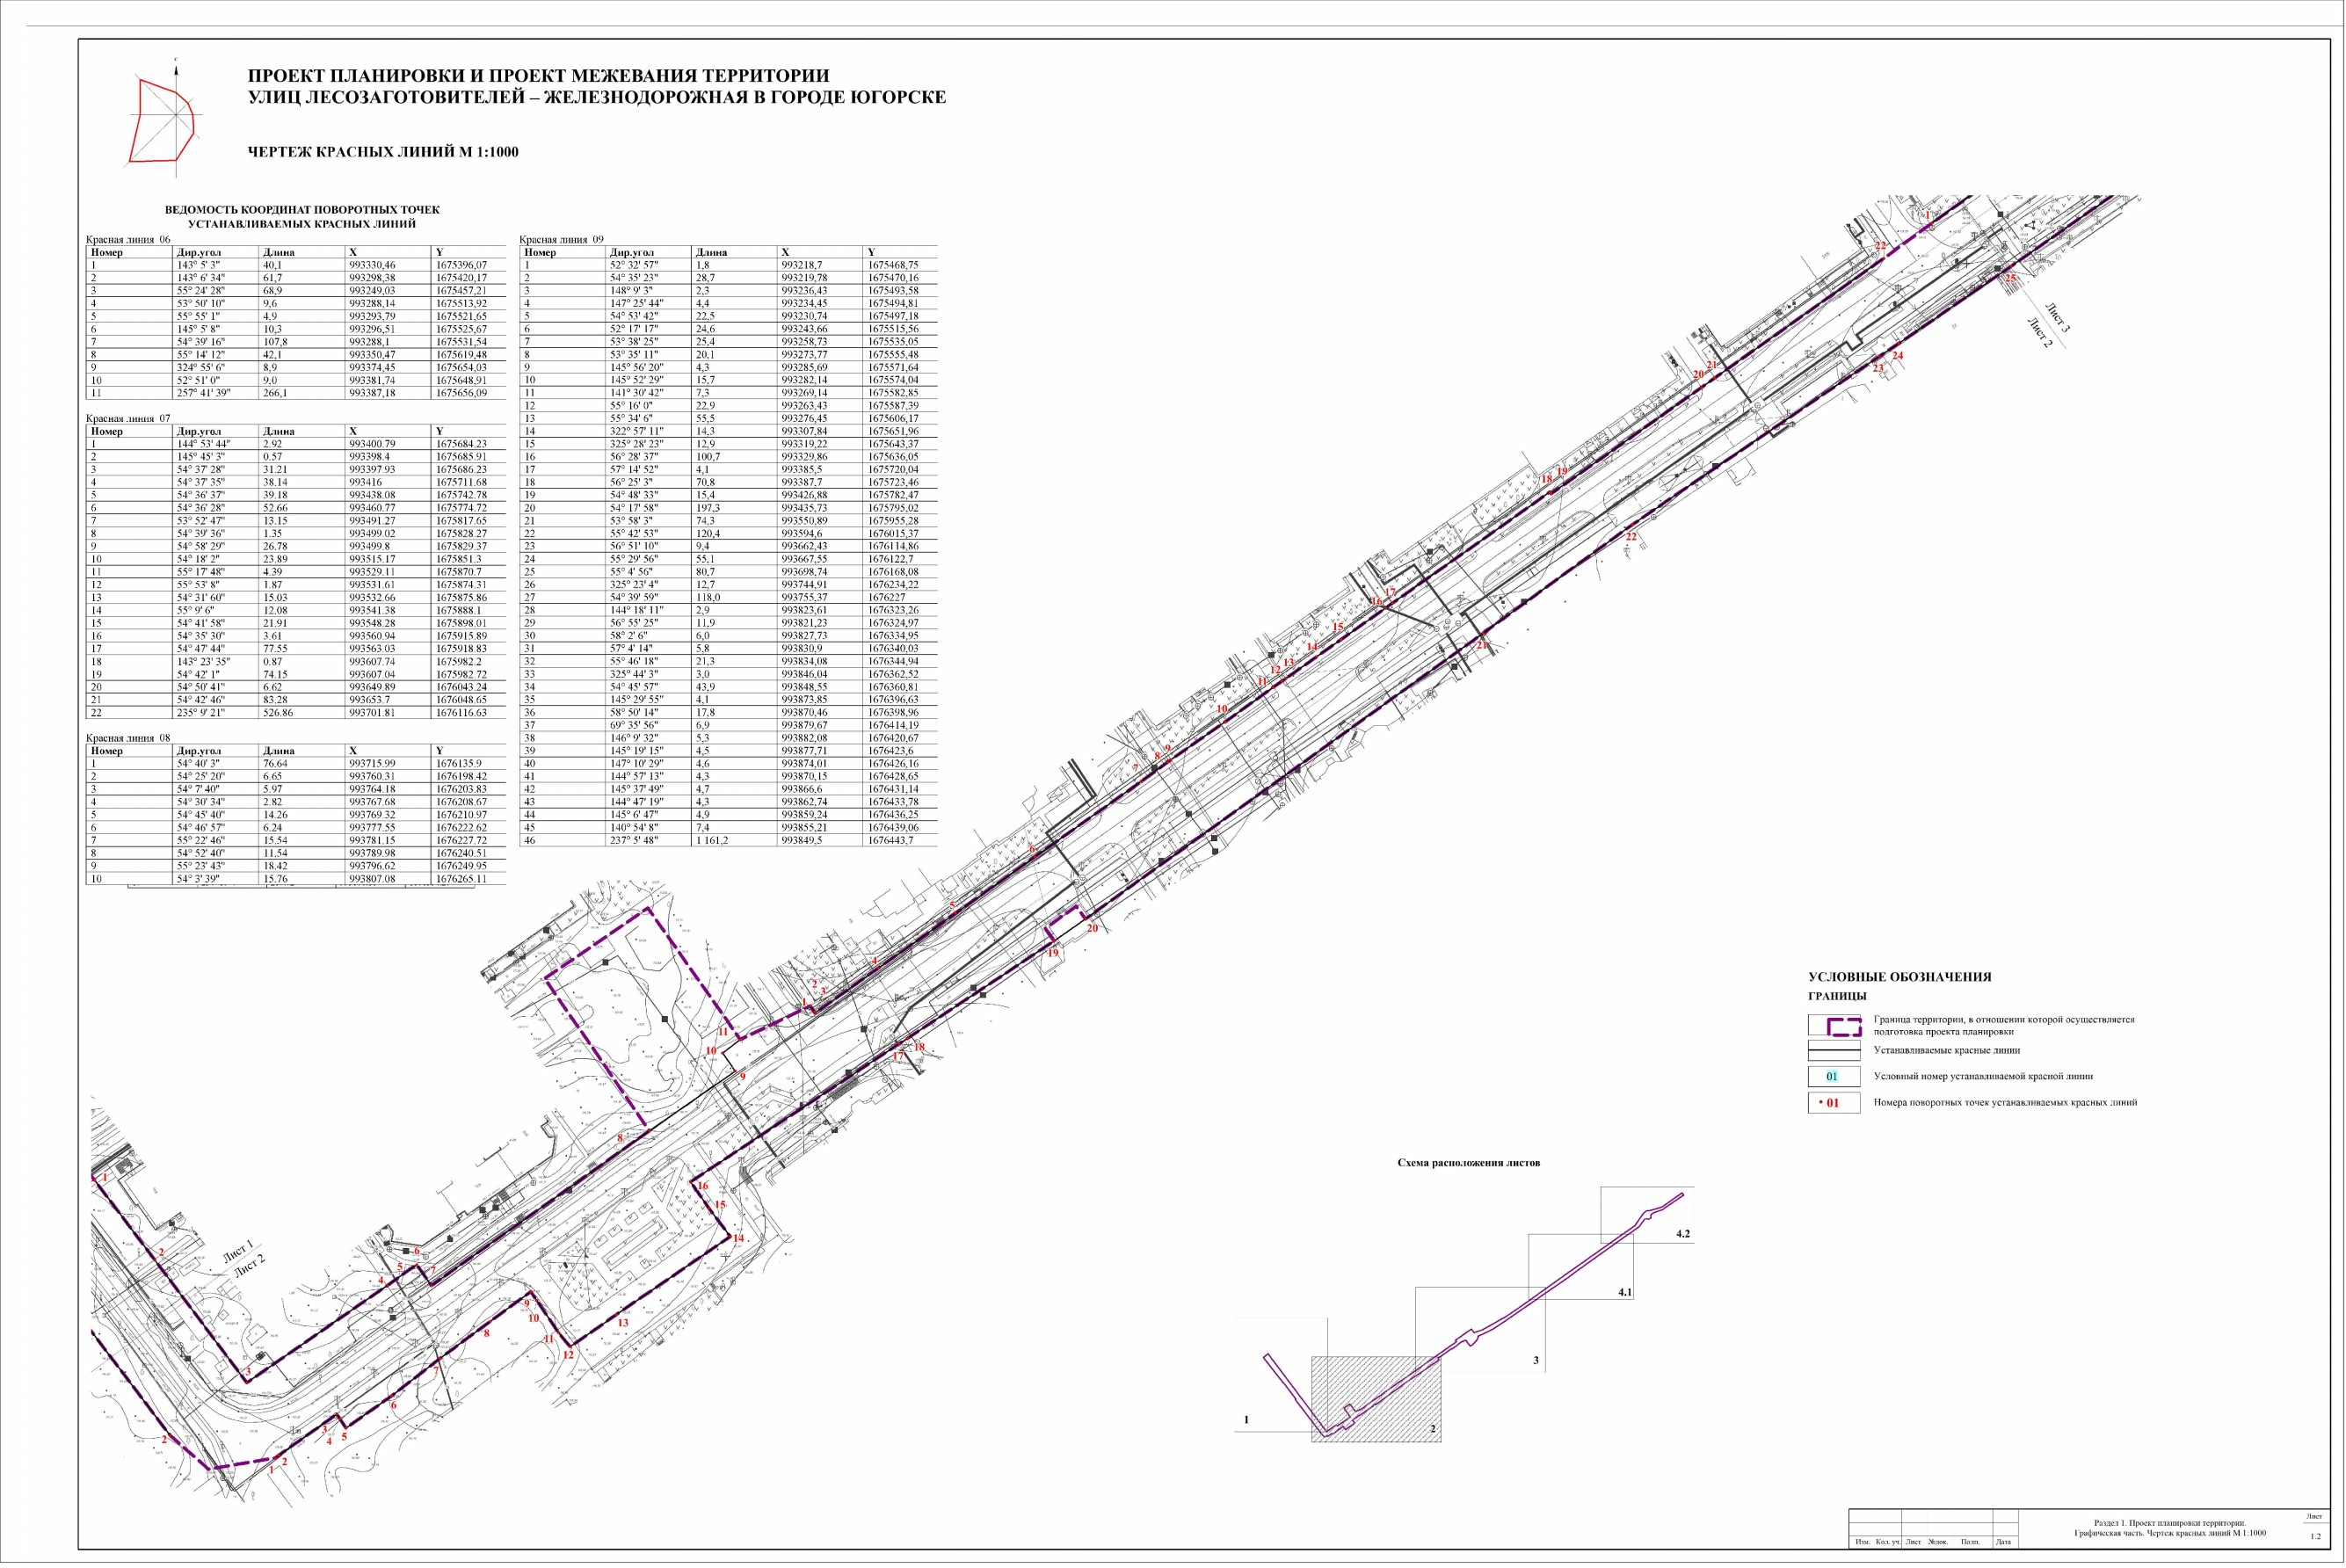 ПРОЕКТ ПЛАНИРОВКИ И ПРОЕКТ МЕЖЕВАНИЯ ТЕРРИТОРИИ
УЛИЦ ЛЕСОЗАГОТОВИТЕЛЕЙ – ЖЕЛЕЗНОДОРОЖНАЯ В ГОРОДЕ ЮГОРСКЕ
ЧЕРТЕЖ КРАСНЫХ ЛИНИЙ М 1:1000
ВЕДОМОСТЬ КООРДИНАТ ПОВОРОТНЫХ ТОЧЕК
УСТАНАВЛИВАЕМЫХ КРАСНЫХ ЛИНИЙ
Красная линия 06
Номер Дир.угол Длина X Y
1 143° 5' 3" 40,1 993330,46 1675396,07
2 143° 6' 34" 61,7 993298,38 1675420,17
3 55° 24' 28" 68,9 993249,03 1675457,21
4 53° 50' 10" 9,6 993288,14 1675513,92
5 55° 55' 1" 4,9 993293,79 1675521,65
6 145° 5' 8" 10,3 993296,51 1675525,67
7 54° 39' 16" 107,8 993288,1 1675531,54
8 55° 14' 12" 42,1 993350,47 1675619,48
9 324° 55' 6" 8,9 993374,45 1675654,03
10 52° 51' 0" 9,0 993381,74 1675648,91
11 257° 41' 39" 266,1 993387,18 1675656,09
Красная линия 07
Номер Дир.угол Длина X Y
1 144° 53' 44" 2.92 993400.79 1675684.23
2 145° 45' 3" 0.57 993398.4 1675685.91
3 54° 37' 28" 31.21 993397.93 1675686.23
4 54° 37' 35" 38.14 993416 1675711.68
5 54° 36' 37" 39.18 993438.08 1675742.78
6 54° 36' 28" 52.66 993460.77 1675774.72
7 53° 52' 47" 13.15 993491.27 1675817.65
8 54° 39' 36" 1.35 993499.02 1675828.27
9 54° 58' 29" 26.78 993499.8 1675829.37
10 54° 18' 2" 23.89 993515.17 1675851.3
11 55° 17' 48" 4.39 993529.11 1675870.7
12 55° 53' 8" 1.87 993531.61 1675874.31
13 54° 31' 60" 15.03 993532.66 1675875.86
14 55° 9' 6" 12.08 993541.38 1675888.1
15 54° 41' 58" 21.91 993548.28 1675898.01
16 54° 35' 30" 3.61 993560.94 1675915.89
17 54° 47' 44" 77.55 993563.03 1675918.83
18 143° 23' 35" 0.87 993607.74 1675982.2
19 54° 42' 1" 74.15 993607.04 1675982.72
20 54° 50' 41" 6.62 993649.89 1676043.24
21 54° 42' 46" 83.28 993653.7 1676048.65
22 235° 9' 21" 526.86 993701.81 1676116.63
Красная линия 08
Номер Дир.угол Длина X Y
1 54° 40' 3" 76.64 993715.99 1676135.9
2 54° 25' 20" 6.65 993760.31 1676198.42
3 54° 7' 40" 5.97 993764.18 1676203.83
4 54° 30' 34" 2.82 993767.68 1676208.67
5 54° 45' 40" 14.26 993769.32 1676210.97
6 54° 46' 57" 6.24 993777.55 1676222.62
7 55° 22' 46" 15.54 993781.15 1676227.72
8 54° 52' 40" 11.54 993789.98 1676240.51
9 55° 23' 43" 18.42 993796.62 1676249.95
10 54° 3' 39" 15.76 993807.08 1676265.11
Красная линия 09
Номер Дир.угол Длина X Y
1 52° 32' 57" 1,8 993218,7 1675468,75
2 54° 35' 23" 28,7 993219,78 1675470,16
3 148° 9' 3" 2,3 993236,43 1675493,58
4 147° 25' 44" 4,4 993234,45 1675494,81
5 54° 53' 42" 22,5 993230,74 1675497,18
6 52° 17' 17" 24,6 993243,66 1675515,56
7 53° 38' 25" 25,4 993258,73 1675535,05
8 53° 35' 11" 20,1 993273,77 1675555,48
9 145° 56' 20" 4,3 993285,69 1675571,64
10 145° 52' 29" 15,7 993282,14 1675574,04
11 141° 30' 42" 7,3 993269,14 1675582,85
12 55° 16' 0" 22,9 993263,43 1675587,39
13 55° 34' 6" 55,5 993276,45 1675606,17
14 322° 57' 11" 14,3 993307,84 1675651,96
15 325° 28' 23" 12,9 993319,22 1675643,37
16 56° 28' 37" 100,7 993329,86 1675636,05
17 57° 14' 52" 4,1 993385,5 1675720,04
18 56° 25' 3" 70,8 993387,7 1675723,46
19 54° 48' 33" 15,4 993426,88 1675782,47
20 54° 17' 58" 197,3 993435,73 1675795,02
21 53° 58' 3" 74,3 993550,89 1675955,28
22 55° 42' 53" 120,4 993594,6 1676015,37
23 56° 51' 10" 9,4 993662,43 1676114,86
24 55° 29' 56" 55,1 993667,55 1676122,7
25 55° 4' 56" 80,7 993698,74 1676168,08
26 325° 23' 4" 12,7 993744,91 1676234,22
27 54° 39' 59" 118,0 993755,37 1676227
28 144° 18' 11" 2,9 993823,61 1676323,26
29 56° 55' 25" 11,9 993821,23 1676324,97
30 58° 2' 6" 6,0 993827,73 1676334,95
31 57° 4' 14" 5,8 993830,9 1676340,03
32 55° 46' 18" 21,3 993834,08 1676344,94
33 325° 44' 3" 3,0 993846,04 1676362,52
34 54° 45' 57" 43,9 993848,55 1676360,81
35 145° 29' 55" 4,1 993873,85 1676396,63
36 58° 50' 14" 17,8 993870,46 1676398,96
37 69° 35' 56" 6,9 993879,67 1676414,19
38 146° 9' 32" 5,3 993882,08 1676420,67
39 145° 19' 15" 4,5 993877,71 1676423,6
40 147° 10' 29" 4,6 993874,01 1676426,16
41 144° 57' 13" 4,3 993870,15 1676428,65
42 145° 37' 49" 4,7 993866,6 1676431,14
43 144° 47' 19" 4,3 993862,74 1676433,78
44 145° 6' 47" 4,9 993859,24 1676436,25
45 140° 54' 8" 7,4 993855,21 1676439,06
46 237° 5' 48" 1 161,2 993849,5 1676443,7
Лист 3
Лист 2
Лист 1
Лист 2
УСЛОВНЫЕ ОБОЗНАЧЕНИЯ
ГРАНИЦЫ
Граница территории, в отношении которой осуществляется
подготовка проекта планировки
Устанавливаемые красные линии
01 Условный номер устанавливаемой красной линии
01 Номера поворотных точек устанавливаемых красных линий
Схема расположения листов
4.2
4.1
3
2
1
Раздел 1. Проект планировки территории.
Графическая часть. Чертеж красных линий М 1:1000
Лист
1.2
Изм. Кол. уч. Лист №док. Подп. Дата